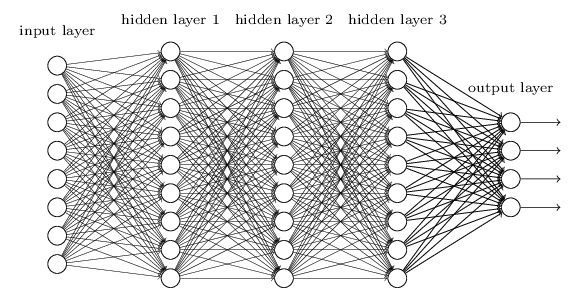 hidden layer 1 hidden layer 2 hidden layer 3
input layer
output layer